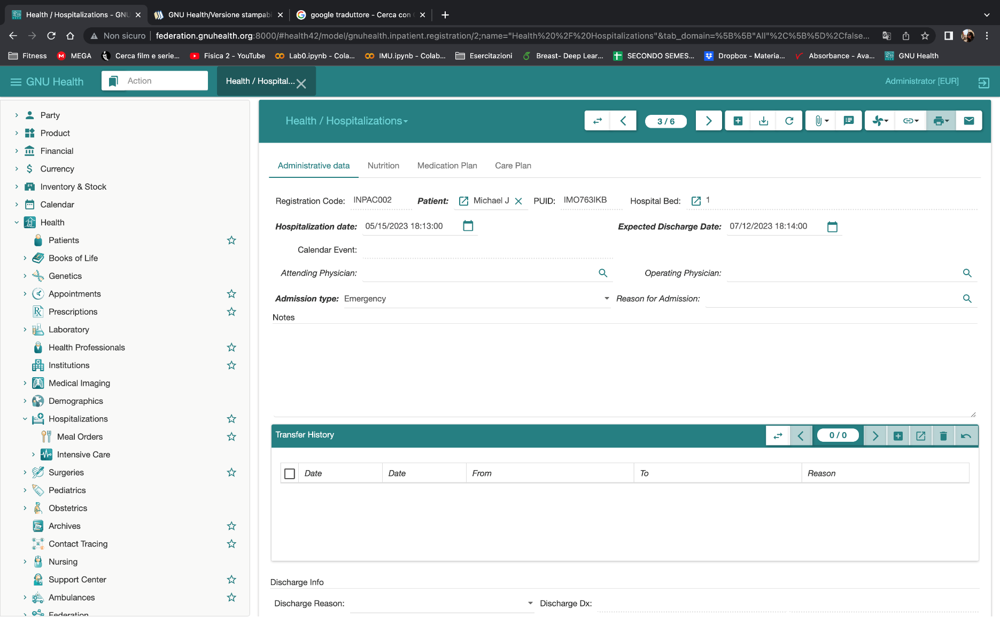 Health / Hospitalizations - GNU
GNU Health/Versione stampabi
google traduttore - Cerca con
Non sicuro
federation.gnuhealth.org:8000/#health42/model/gnuhealth.inpatient.registration/2;name="Health%20%2F%20Hospitalizations"&tab_domain=%5B%5B"All"%2C%5B%5D%2Cfalse...
Fitness
MEGA
Cerca film e serie...
Fisica 2 - YouTube
Lab0.ipynb - Cola...
IMU.ipynb - Colab...
Esercitazioni
Breast- Deep Lear...
SECONDO SEMES...
Dropbox - Materia...
Absorbance - Ava...
GNU Health
GNU Health
Action
Health / Hospital...
Administrator [EUR]
Party
Product
Financial
Currency
Inventory & Stock
Calendar
Health
Patients
Books of Life
Genetics
Appointments
Prescriptions
Laboratory
Health Professionals
Institutions
Medical Imaging
Demographics
Hospitalizations
Meal Orders
Intensive Care
Surgeries
Pediatrics
Obstetrics
Archives
Contact Tracing
Nursing
Support Center
Ambulances
Federation
Health / Hospitalizations
3 / 6
Administrative data
Nutrition
Medication Plan
Care Plan
Registration Code: INPAC002 Patient: Michael J PUID: IMO763IKB Hospital Bed: 1
Hospitalization date: 05/15/2023 18:13:00 Expected Discharge Date: 07/12/2023 18:14:00
Calendar Event:
Attending Physician: Operating Physician:
Admission type: Emergency Reason for Admission:
Notes
Transfer History
0 / 0
Date Date From To Reason
Discharge Info
Discharge Reason: Discharge Dx: